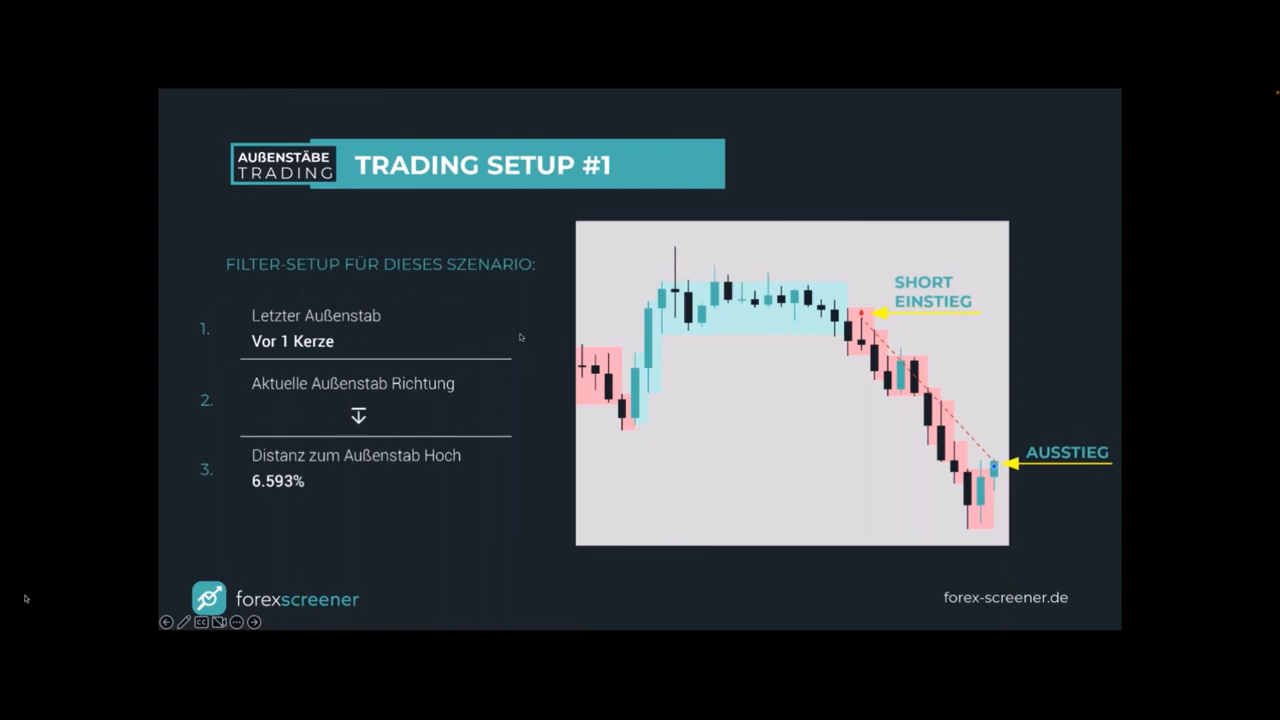 AUßENSTÄBE
TRADING
TRADING SETUP #1
FILTER-SETUP FÜR DIESES SZENARIO:
1.
Letzter Außenstab
Vor 1 Kerze
2.
Aktuelle Außenstab Richtung
3.
Distanz zum Außenstab Hoch
6.593%
SHORT
EINSTIEG
AUSSTIEG
forexscreener
forex-screener.de
CC